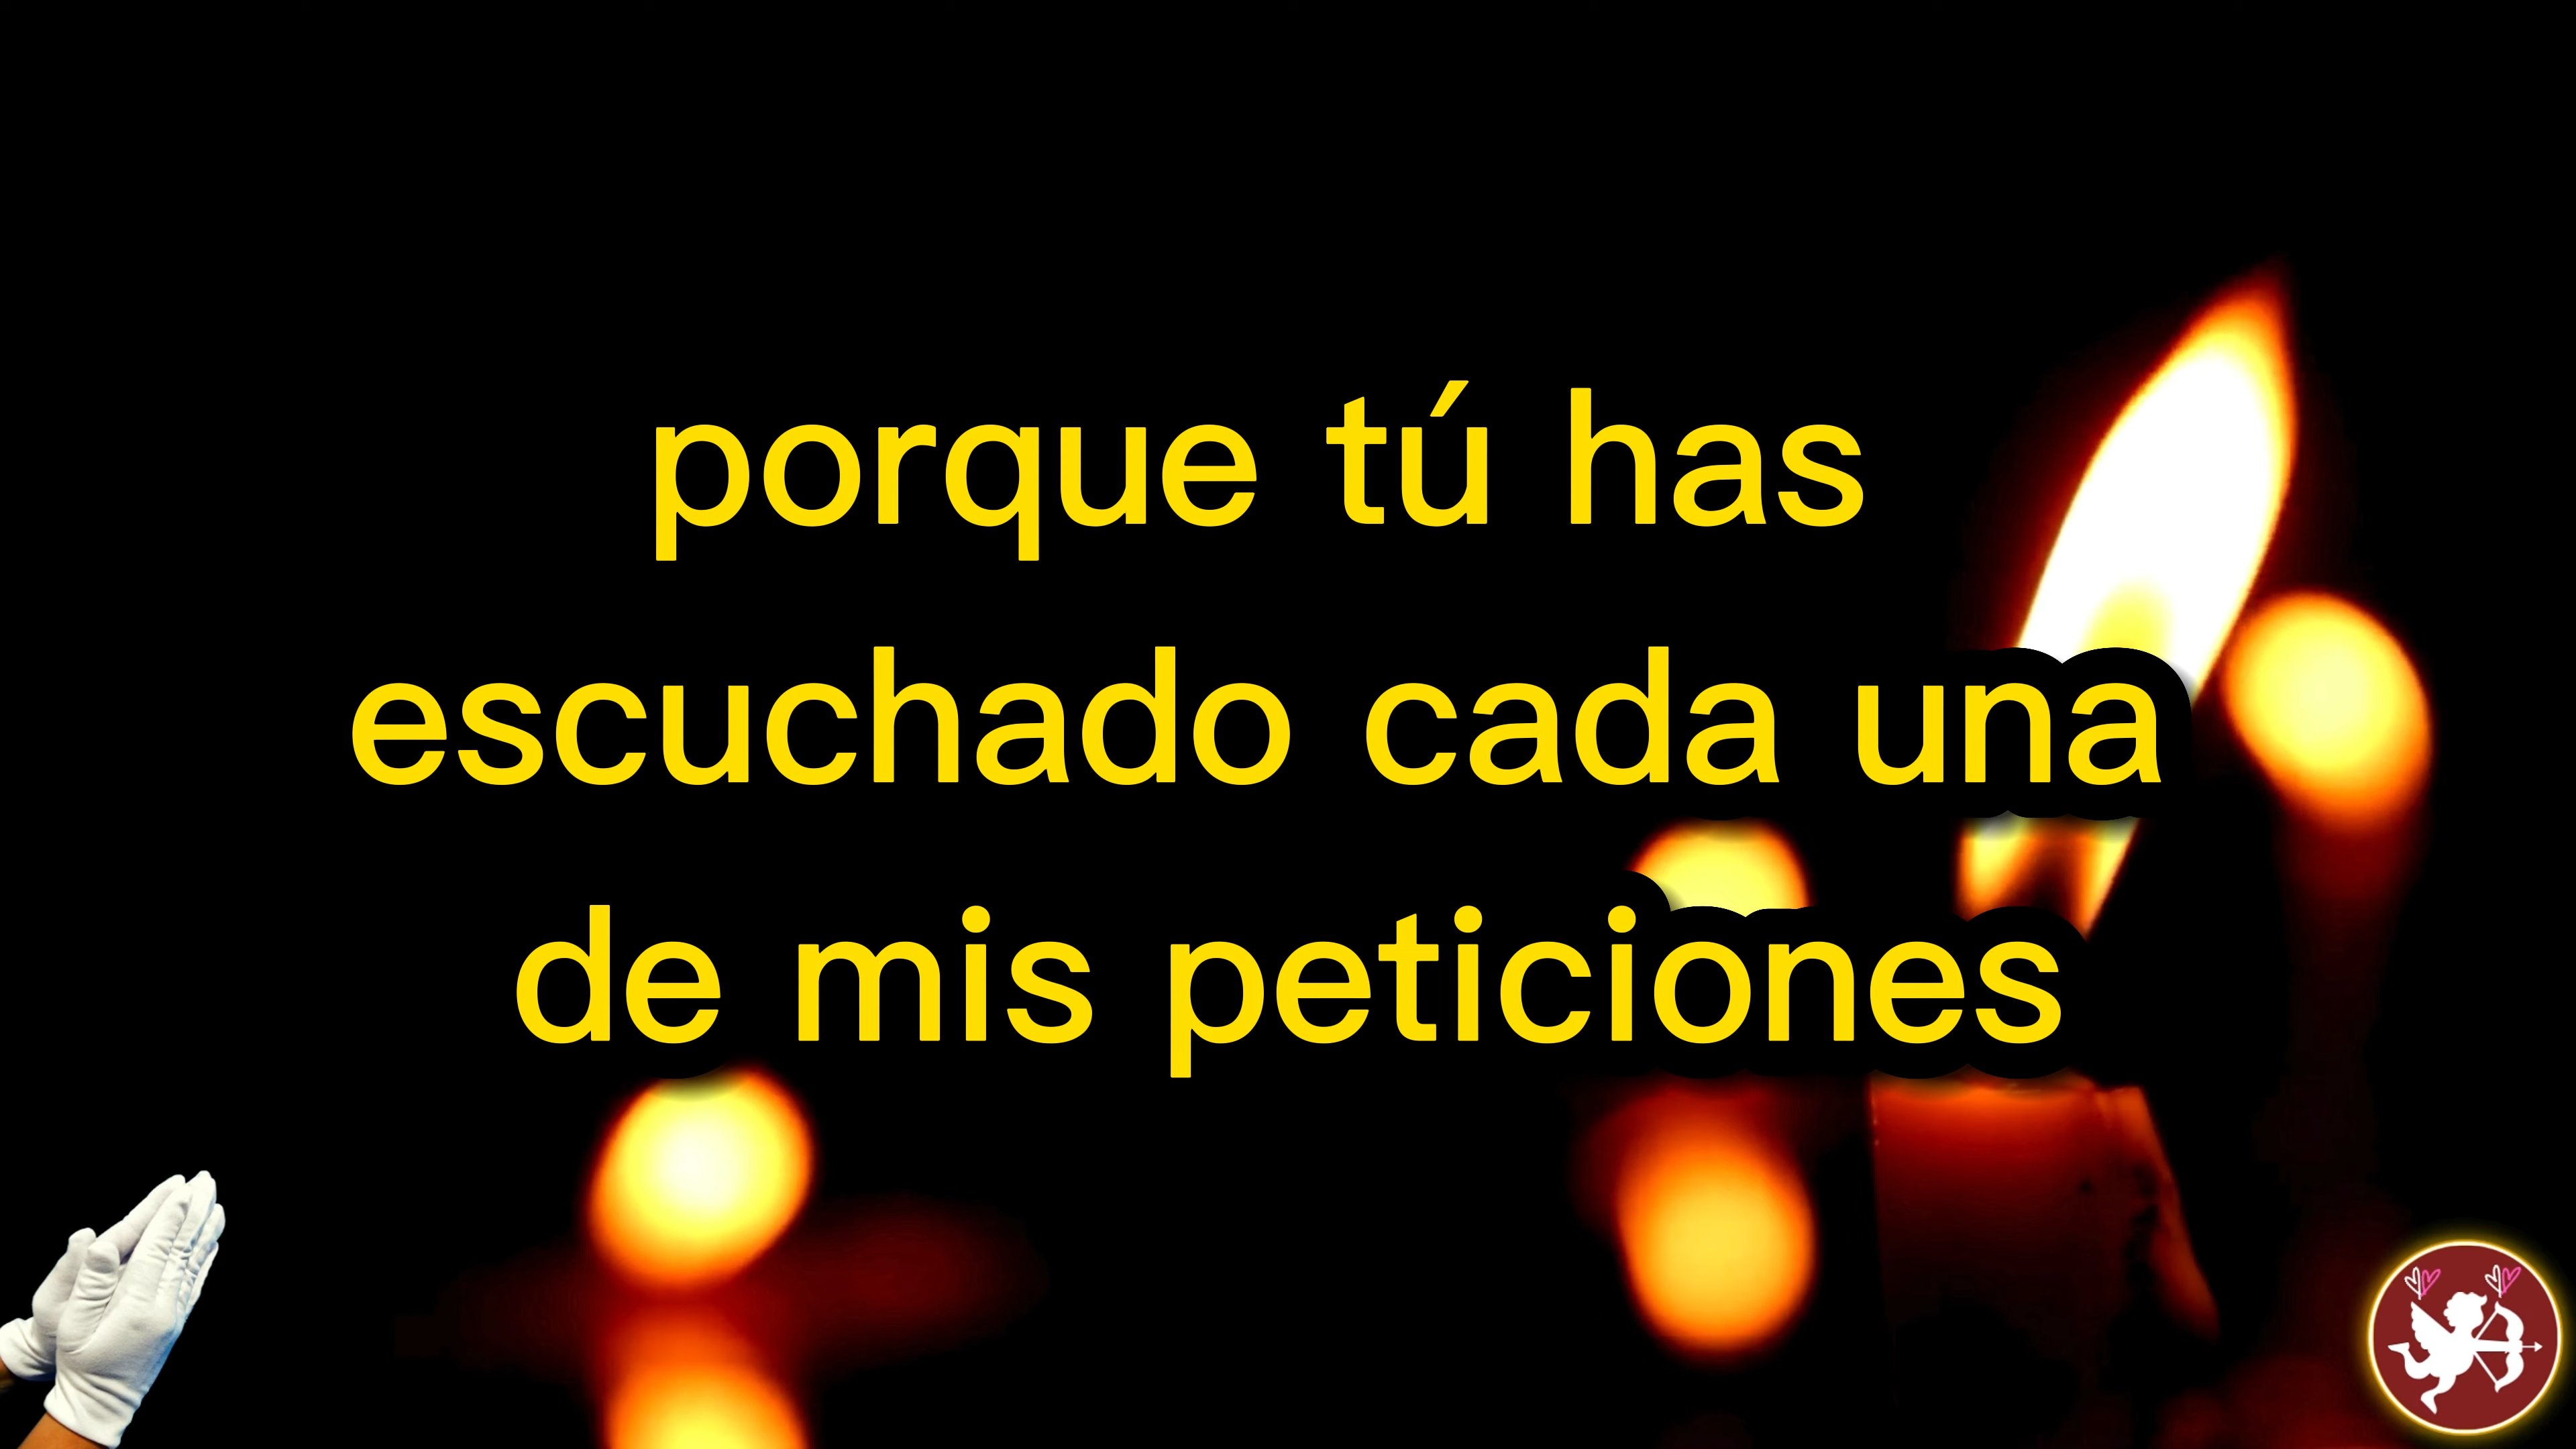 porque tú has
escuchado cada una
de mis peticiones